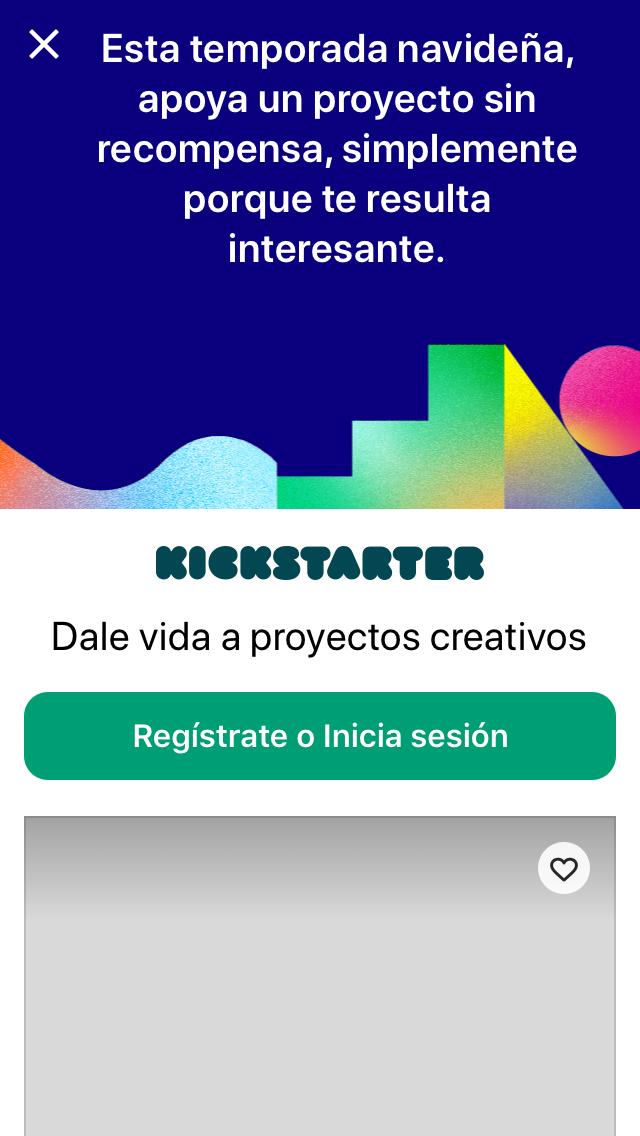 Esta temporada navideña,
apoya un proyecto sin
recompensa, simplemente
porque te resulta
interesante.
KICKSTARTER
Dale vida a proyectos creativos
Regístrate o Inicia sesión